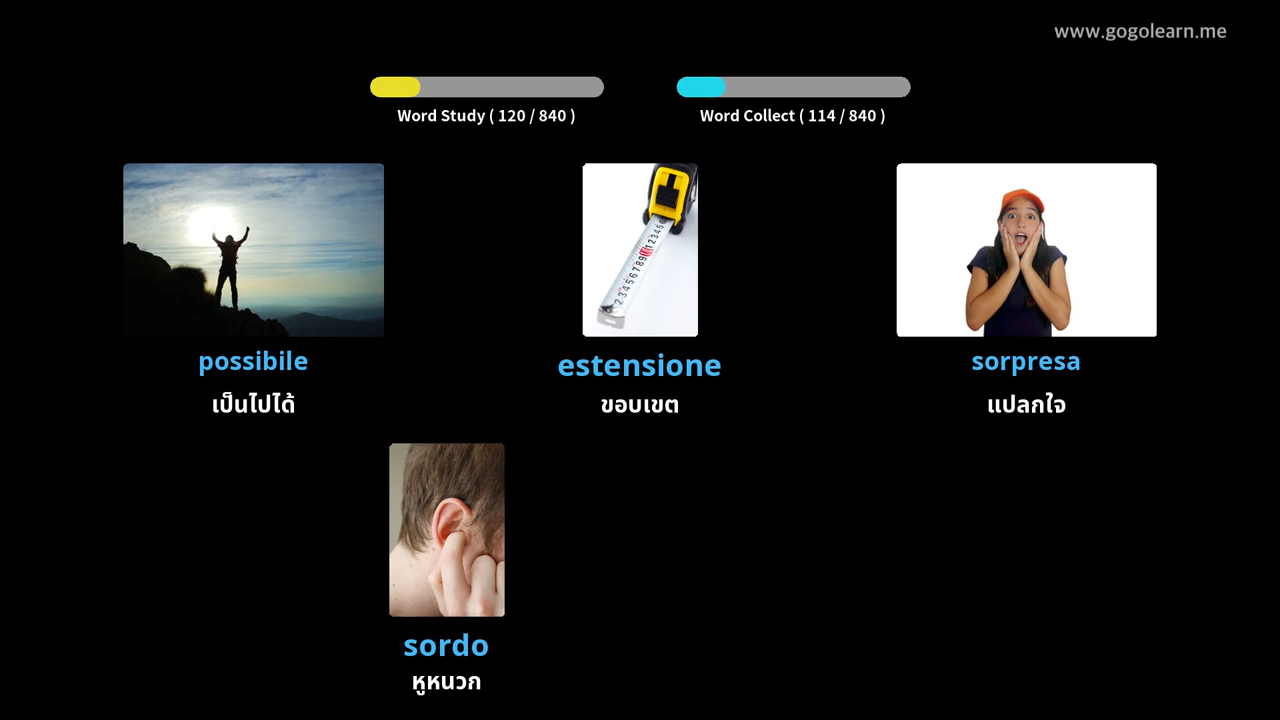 www.gogolearn.me
Word Study ( 120 / 840 )
Word Collect ( 114 / 840 )
possibile
เป็นไปได้
estensione
ขอบเขต
sorpresa
แปลกใจ
sordo
หูหนวก